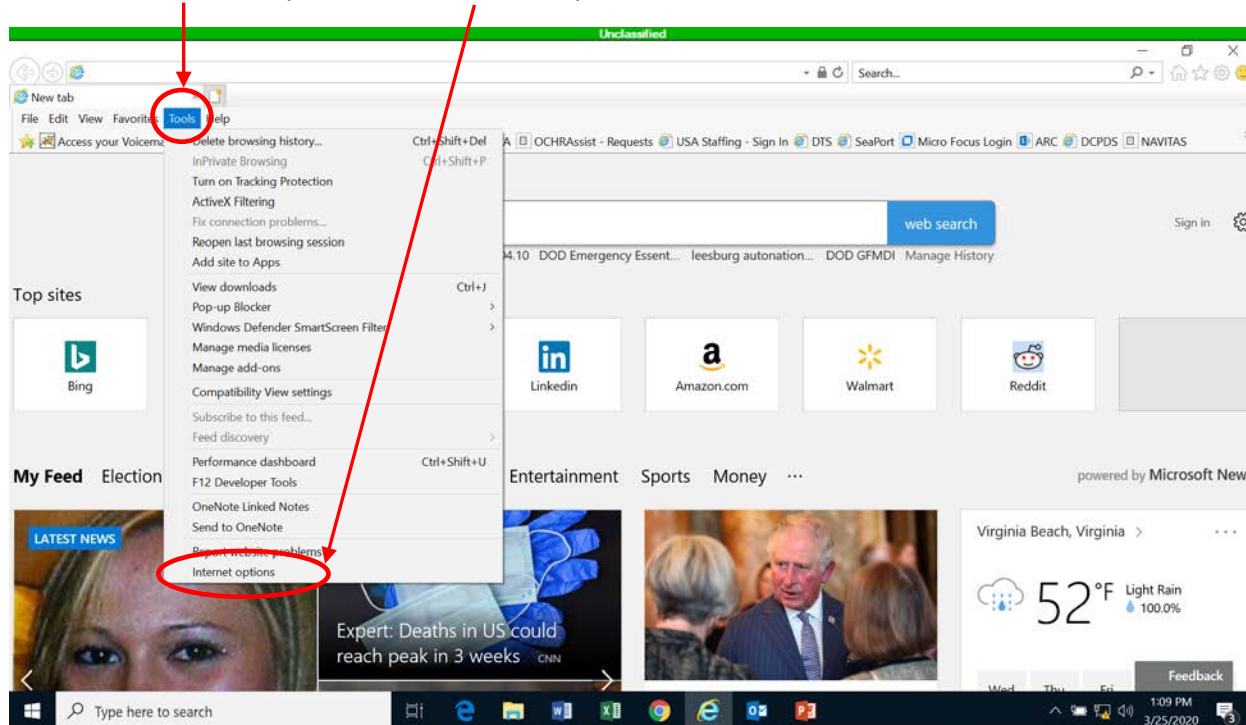 Unclassified
Search...
New tab
File Edit View Favorites Tools Help
Access your Voicema
A OCHRAssist - Requests USA Staffing - Sign In DTS SeaPort Micro Focus Login ARC DCPDS NAVITAS
Delete browsing history... Ctrl+Shift+Del
InPrivate Browsing Ctrl+Shift+P
Turn on Tracking Protection
ActiveX Filtering
Fix connection problems...
Reopen last browsing session
Add site to Apps
View downloads Ctrl+J
Pop-up Blocker
Windows Defender SmartScreen Filter
Manage media licenses
Manage add-ons
Compatibility View settings
Subscribe to this feed...
Feed discovery
Performance dashboard Ctrl+Shift+U
F12 Developer Tools
OneNote Linked Notes
Send to OneNote
Report website problems
Internet options
web search
Sign in
04.10 DOD Emergency Essent... leesburg autonation... DOD GFMDI Manage History
Top sites
Bing
Linkedin
Amazon.com
Walmart
Reddit
My Feed Election
Entertainment Sports Money ...
powered by Microsoft New
LATEST NEWS
Expert: Deaths in US could
reach peak in 3 weeks CNN
Virginia Beach, Virginia
52°F Light Rain
100.0%
Wed Thu Fri
Feedback
Type here to search
1:09 PM
3/25/2020